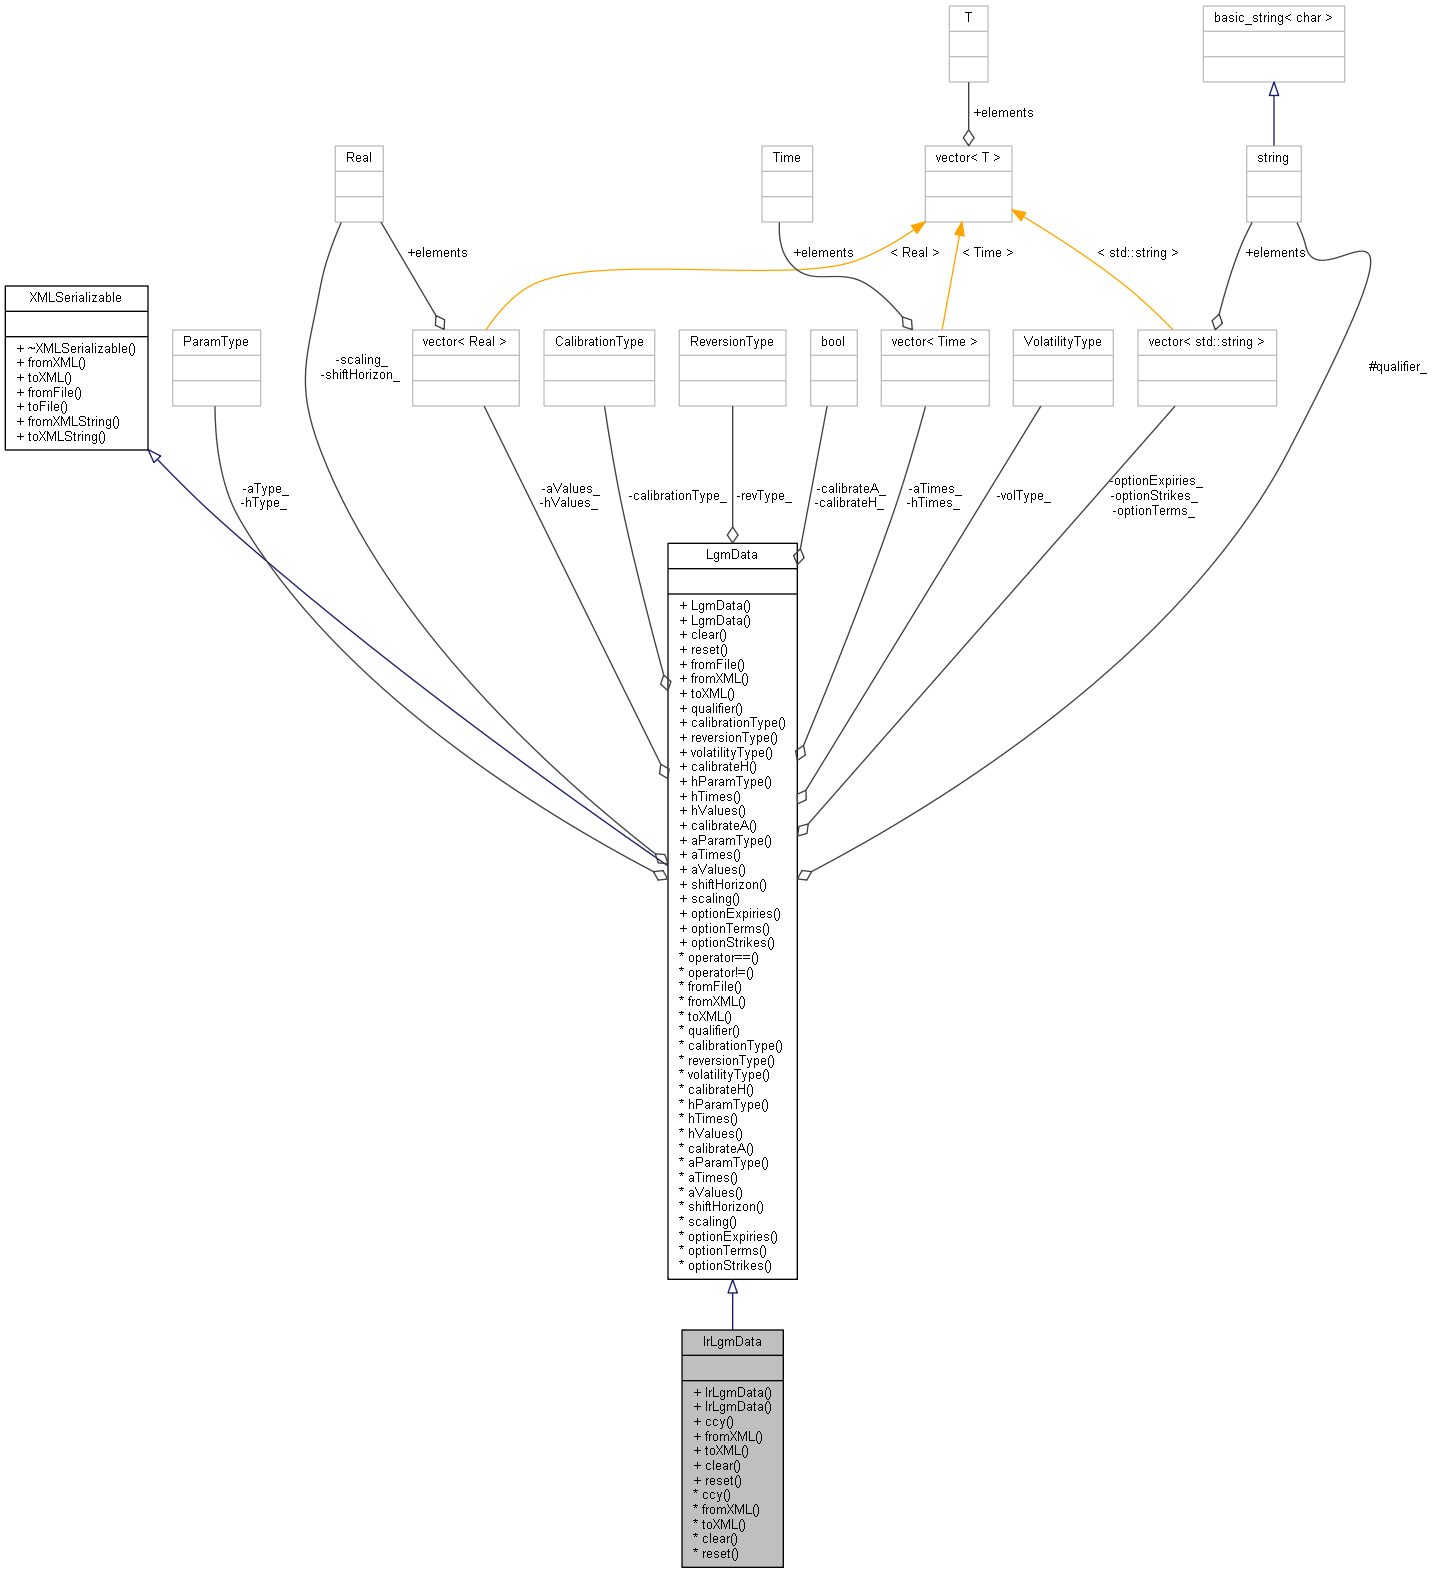 T
basic_string< char >
+elements
Real
Time
vector< T >
string
+elements
+elements
< Real >
< Time >
< std::string >
+elements
XMLSerializable
+ ~XMLSerializable()
+ fromXML()
+ toXML()
+ fromFile()
+ toFile()
+ fromXMLString()
+ toXMLString()
ParamType
-scaling_
-shiftHorizon_
vector< Real >
CalibrationType
ReversionType
bool
vector< Time >
VolatilityType
vector< std::string >
#qualifier_
-aType_
-hType_
-aValues_
-hValues_
-calibrationType_
-revType_
-calibrateA_
-calibrateH_
-aTimes_
-hTimes_
-volType_
-optionExpiries_
-optionStrikes_
-optionTerms_
LgmData
+ LgmData()
+ LgmData()
+ clear()
+ reset()
+ fromFile()
+ fromXML()
+ toXML()
+ qualifier()
+ calibrationType()
+ reversionType()
+ volatilityType()
+ calibrateH()
+ hParamType()
+ hTimes()
+ hValues()
+ calibrateA()
+ aParamType()
+ aTimes()
+ aValues()
+ shiftHorizon()
+ scaling()
+ optionExpiries()
+ optionTerms()
+ optionStrikes()
* operator==()
* operator!=()
* fromFile()
* fromXML()
* toXML()
* qualifier()
* calibrationType()
* reversionType()
* volatilityType()
* calibrateH()
* hParamType()
* hTimes()
* hValues()
* calibrateA()
* aParamType()
* aTimes()
* aValues()
* shiftHorizon()
* scaling()
* optionExpiries()
* optionTerms()
* optionStrikes()
IrLgmData
+ IrLgmData()
+ IrLgmData()
+ ccy()
+ fromXML()
+ toXML()
+ clear()
+ reset()
* ccy()
* fromXML()
* toXML()
* clear()
* reset()